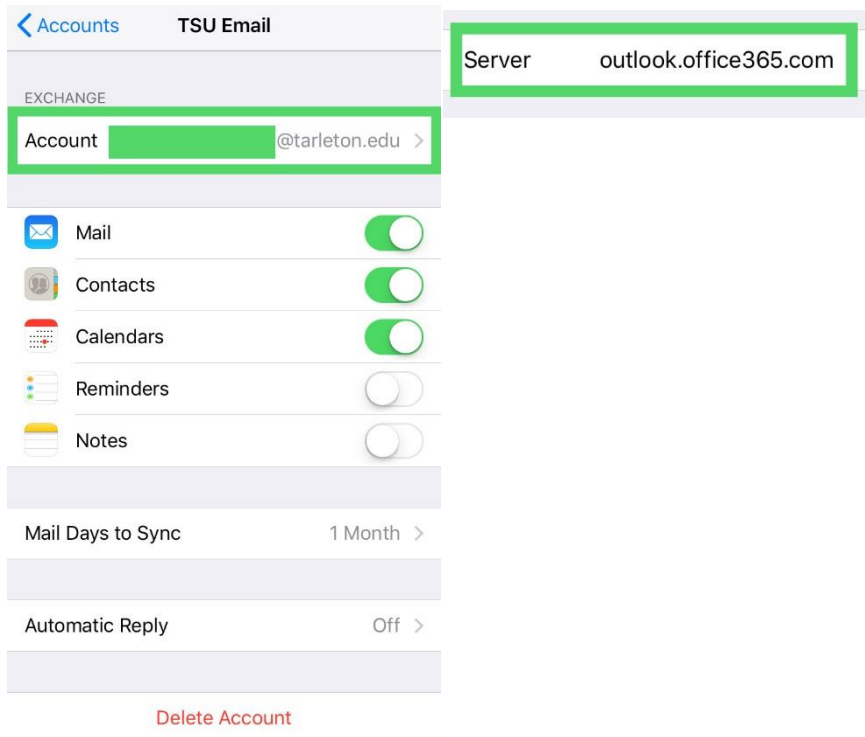 Accounts TSU Email
EXCHANGE
Account @tarleton.edu
Mail
Contacts
Calendars
Reminders
Notes
Mail Days to Sync 1 Month
Automatic Reply Off
Delete Account
Server outlook.office365.com